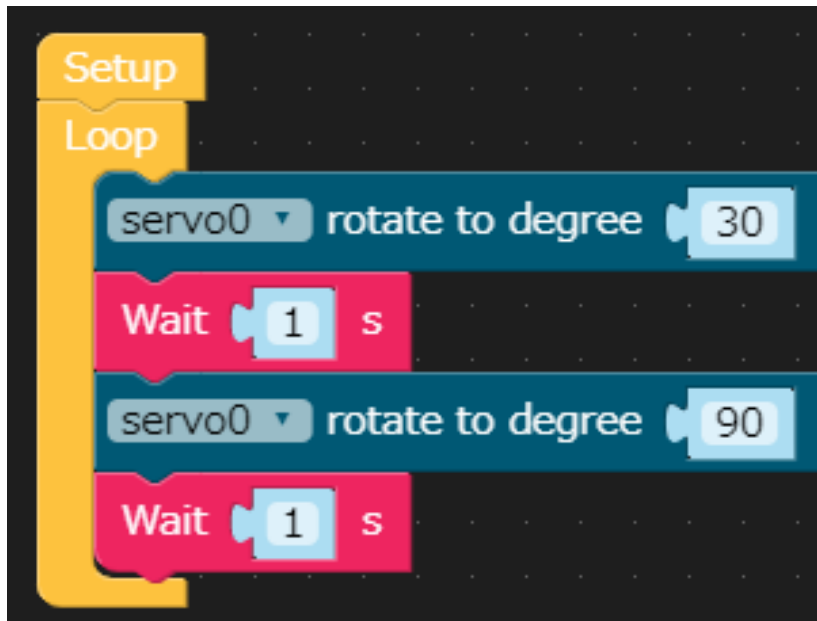 Setup
Loop
servo0 rotate to degree 30
Wait 1 s
servo0 rotate to degree 90
Wait 1 s